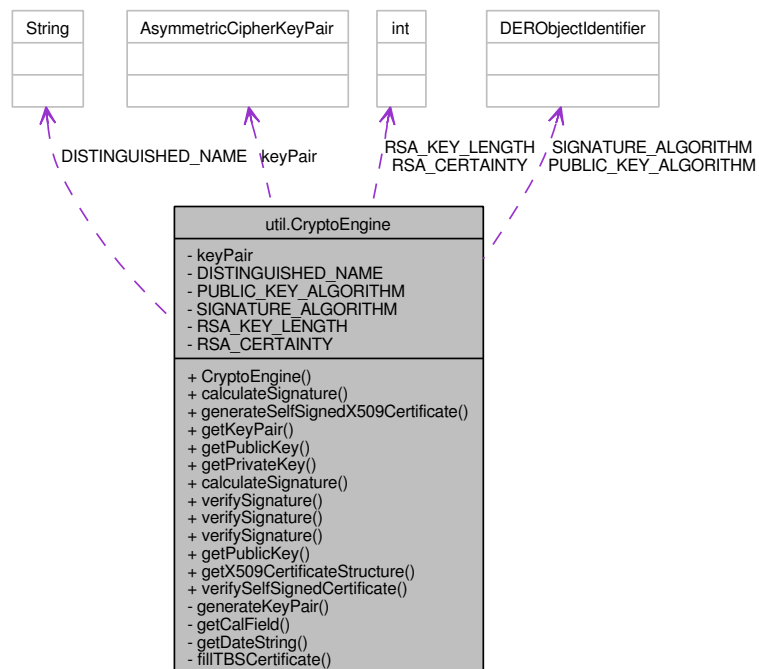 String
AsymmetricCipherKeyPair
int
DERObjectIdentifier
DISTINGUISHED_NAME
keyPair
RSA_KEY_LENGTH
RSA_CERTAINTY
SIGNATURE_ALGORITHM
PUBLIC_KEY_ALGORITHM
util.CryptoEngine
- keyPair
- DISTINGUISHED_NAME
- PUBLIC_KEY_ALGORITHM
- SIGNATURE_ALGORITHM
- RSA_KEY_LENGTH
- RSA_CERTAINTY
+ CryptoEngine()
+ calculateSignature()
+ generateSelfSignedX509Certificate()
+ getKeyPair()
+ getPublicKey()
+ getPrivateKey()
+ calculateSignature()
+ verifySignature()
+ verifySignature()
+ verifySignature()
+ getPublicKey()
+ getX509CertificateStructure()
+ verifySelfSignedCertificate()
- generateKeyPair()
- getCalField()
- getDateString()
- fillTBSCertificate()